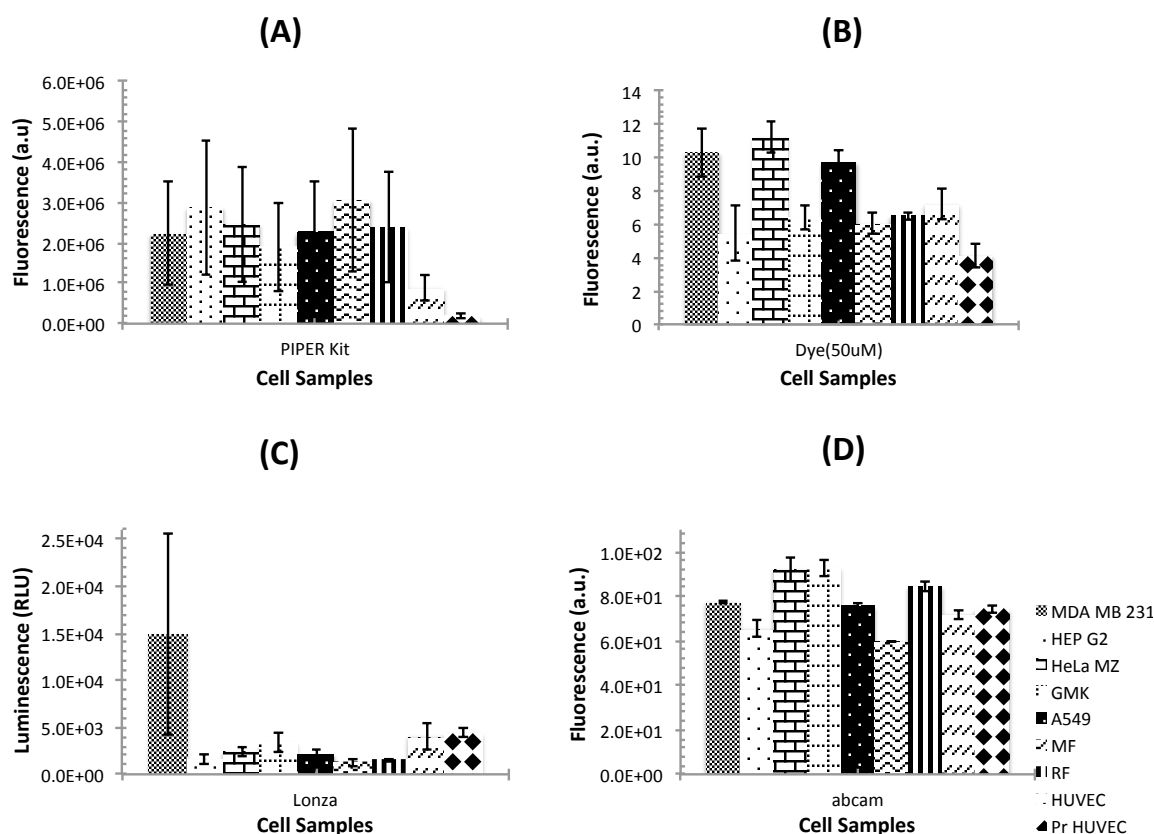 (A)
Fluorescence (a.u)
6.0E+06
5.0E+06
4.0E+06
3.0E+06
2.0E+06
1.0E+06
0.0E+00
PIPER Kit
Cell Samples
(B)
Fluorescence (a.u.)
14
12
10
8
6
4
2
0
Dye(50uM)
Cell Samples
(C)
Luminescence (RLU)
2.5E+04
2.0E+04
1.5E+04
1.0E+04
5.0E+03
0.0E+00
Lonza
Cell Samples
(D)
Fluorescence (a.u.)
1.0E+02
8.0E+01
6.0E+01
4.0E+01
2.0E+01
0.0E+00
abcam
Cell Samples
MDA MB 231
HEP G2
HeLa MZ
GMK
A549
MF
RF
HUVEC
Pr HUVEC